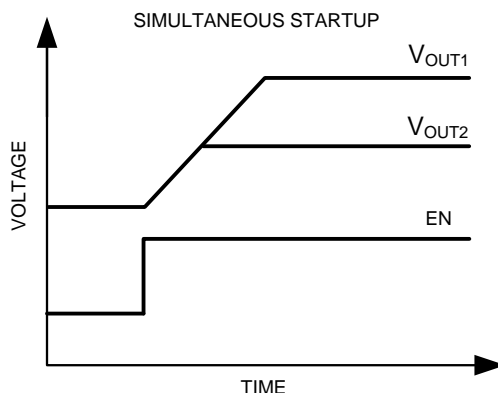 SIMULTANEOUS STARTUP
VOUT1
VOUT2
VOLTAGE
EN
TIME